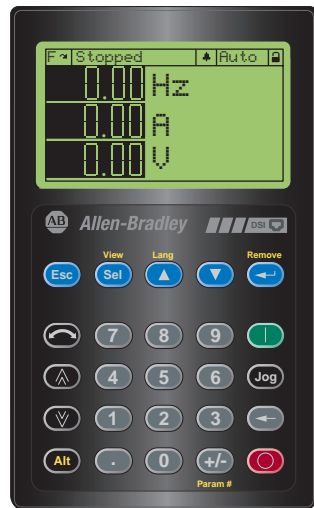 F Stopped Auto
0.00 Hz
0.00 A
0.00 V
AB Allen-Bradley DSI
View Lang Remove
Esc Sel
7 8 9
4 5 6 Jog
1 2 3
Alt . 0 +/-
Param #